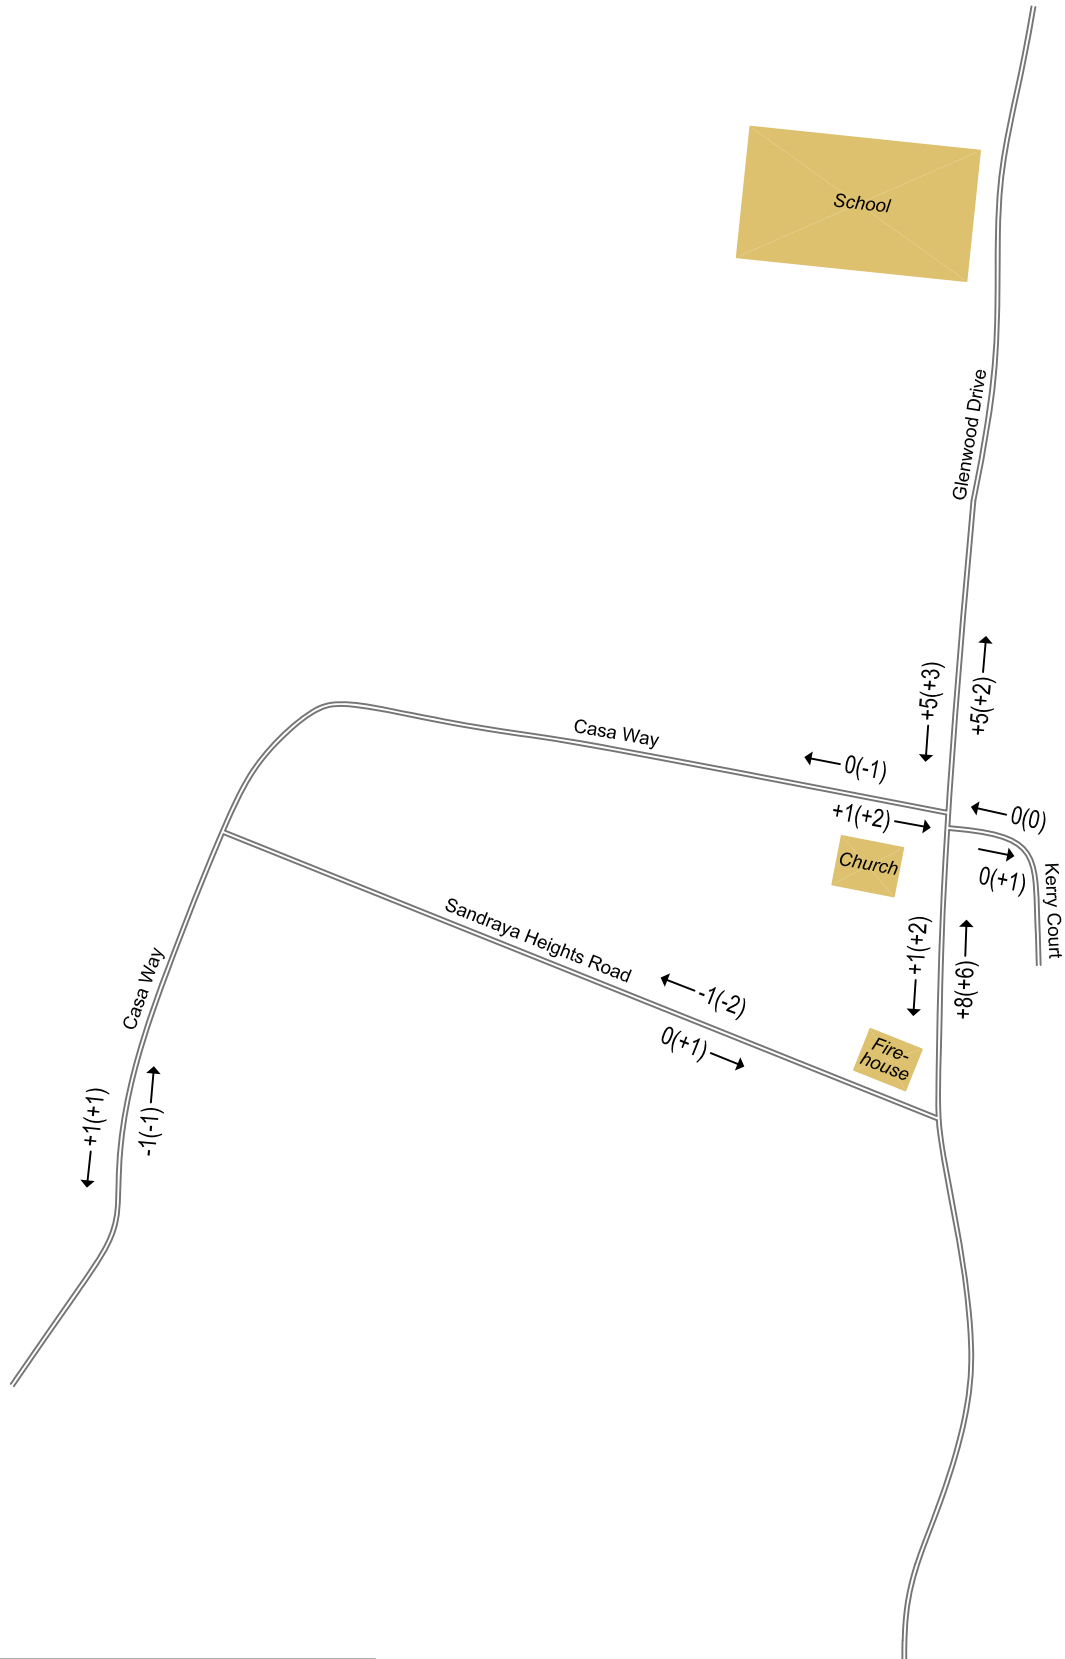 School
Glenwood Drive
+5(+3)
+5(+2)
Casa Way
0(-1)
+1(+2)
0(0)
Church
0(+1)
Kerry Court
Sandraya Heights Road
+1(+2)
+8(+6)
Casa Way
-1(-2)
0(+1)
Fire-
house
+1(+1)
-1(-1)